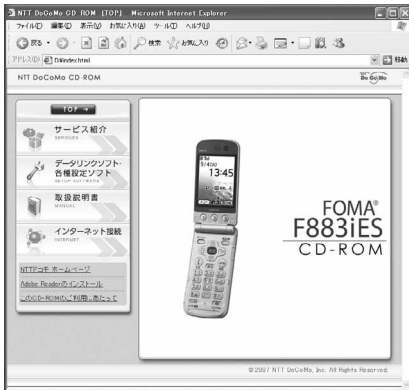 NTT DoCoMo CD-ROM [TOP] Microsoft Internet Explorer
ファイル(F) 編集(E) 表示(V) お気に入り(A) ツール(T) ヘルプ(H)
戻る 検索 お気に入り
アドレス(D) D:¥index.html 移動
NTT DoCoMo CD-ROM
DoCoMo
TOP
サービス紹介
SERVICES
データリンクソフト・
各種設定ソフト
SETUP SOFTWARE
取扱説明書
MANUAL
インターネット接続
INTERNET
NTTドコモ ホームページ
Adobe Readerのインストール
このCD-ROMのご利用にあたって
9/4
13:45
FOMA®
F883iES
CD-ROM
©2007 NTT DoCoMo, Inc. All Rights Reserved.